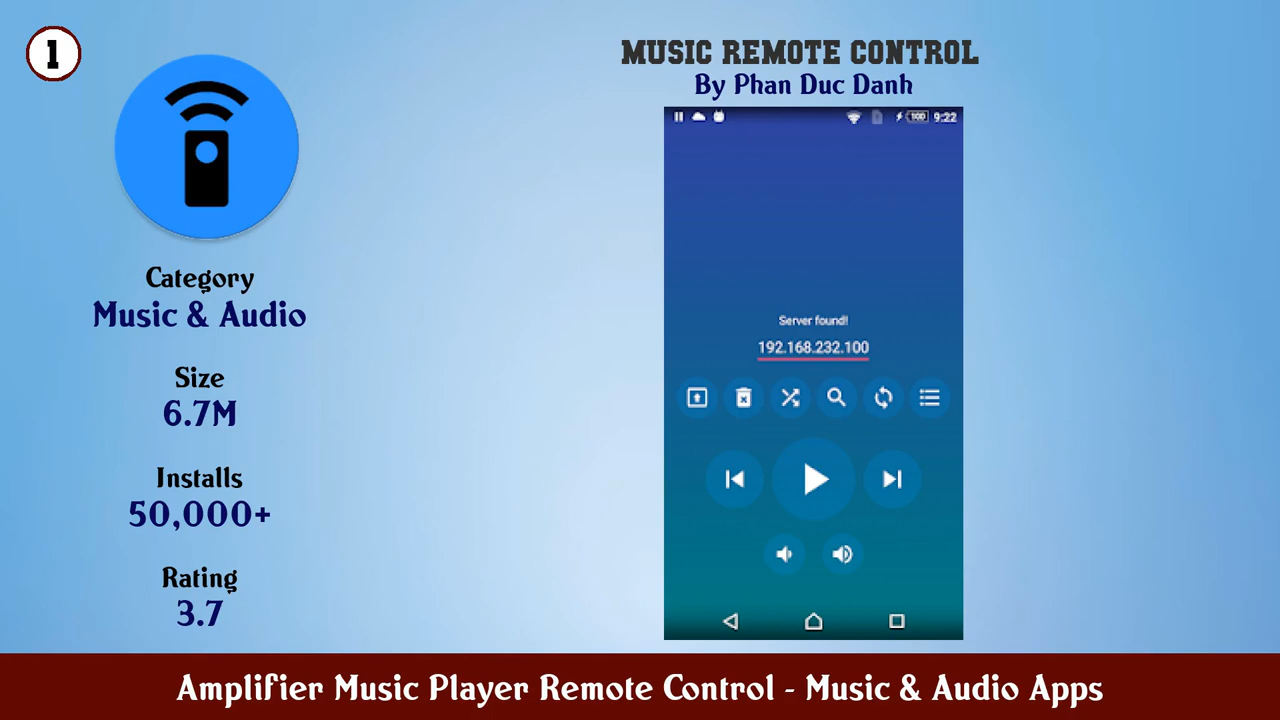 1
MUSIC REMOTE CONTROL
By Phan Duc Danh
Category
Music & Audio
Size
6.7M
Installs
50,000+
Rating
3.7
100 9:22
Server found!
192.168.232.100
Amplifier Music Player Remote Control - Music & Audio Apps